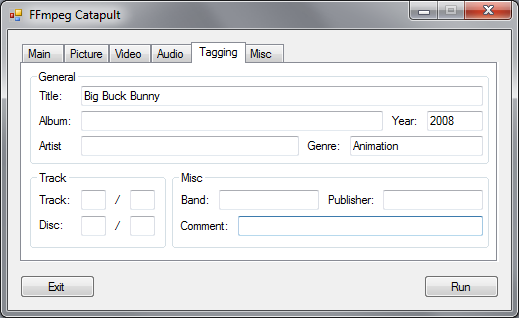 FFmpeg Catapult
Main Picture Video Audio Tagging Misc
General
Title: Big Buck Bunny
Album: Year: 2008
Artist Genre: Animation
Track Misc
Track: / Band: Publisher:
Disc: / Comment:
Exit Run